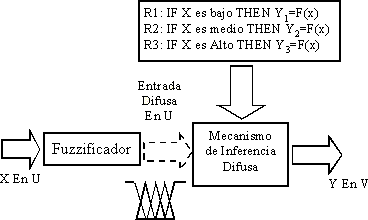 R1: IF X es bajo THEN Y1=F(x)
R2: IF X es medio THEN Y2=F(x)
R3: IF X es Alto THEN Y3=F(x)
Entrada
Difusa
En U
Fuzzificador
Mecanismo
de Inferencia
Difusa
X En U
Y En V